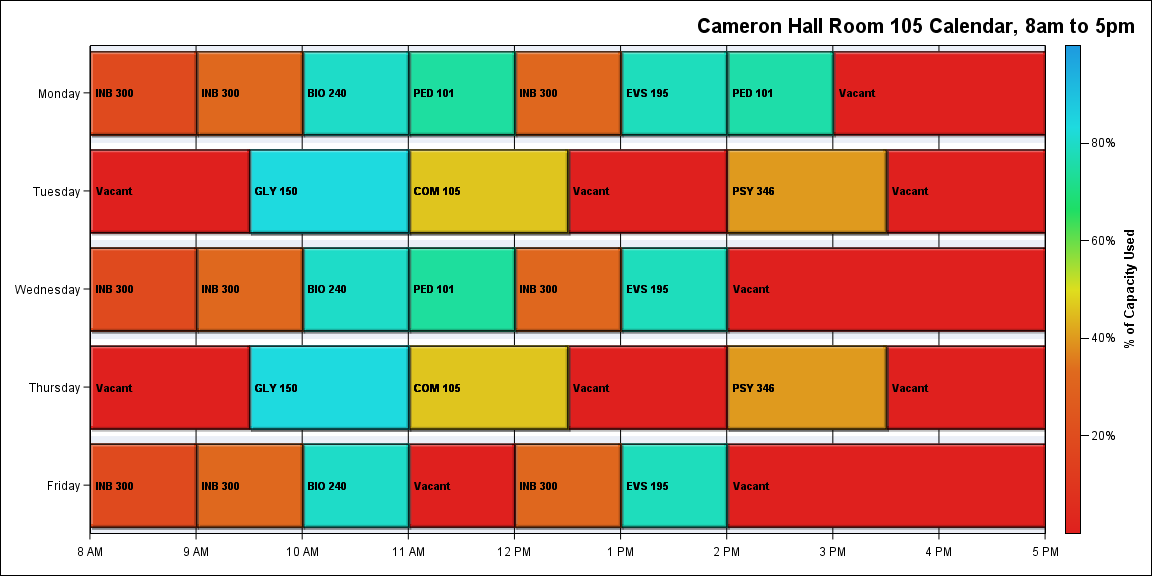 Cameron Hall Room 105 Calendar, 8am to 5pm
Monday
INB 300
INB 300
BIO 240
PED 101
INB 300
EVS 195
PED 101
Vacant
Tuesday
Vacant
GLY 150
COM 105
Vacant
PSY 346
Vacant
Wednesday
INB 300
INB 300
BIO 240
PED 101
INB 300
EVS 195
Vacant
Thursday
Vacant
GLY 150
COM 105
Vacant
PSY 346
Vacant
Friday
INB 300
INB 300
BIO 240
Vacant
INB 300
EVS 195
Vacant
8 AM
9 AM
10 AM
11 AM
12 PM
1 PM
2 PM
3 PM
4 PM
5 PM
80%
60%
40%
20%
% of Capacity Used